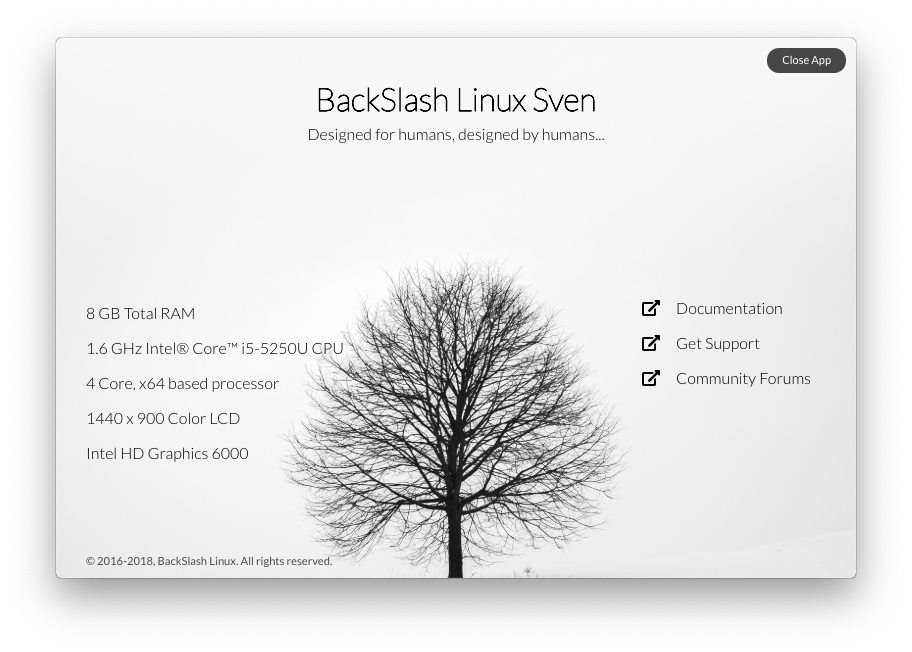 Close App
BackSlash Linux Sven
Designed for humans, designed by humans...
8 GB Total RAM
1.6 GHz Intel® Core™ i5-5250U CPU
4 Core, x64 based processor
1440 x 900 Color LCD
Intel HD Graphics 6000
Documentation
Get Support
Community Forums
© 2016-2018, BackSlash Linux. All rights reserved.